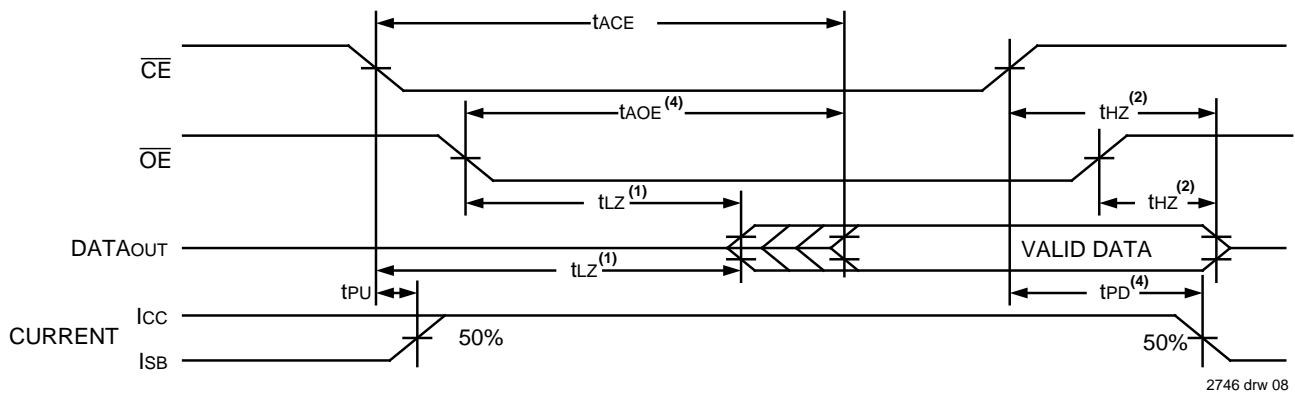 tACE
CE
tAOE(4)
tHZ(2)
OE
tLZ(1)
tHZ(2)
DATAOUT
VALID DATA
tLZ(1)
tPU
tPD(4)
ICC
CURRENT
50%
50%
ISB
2746 drw 08